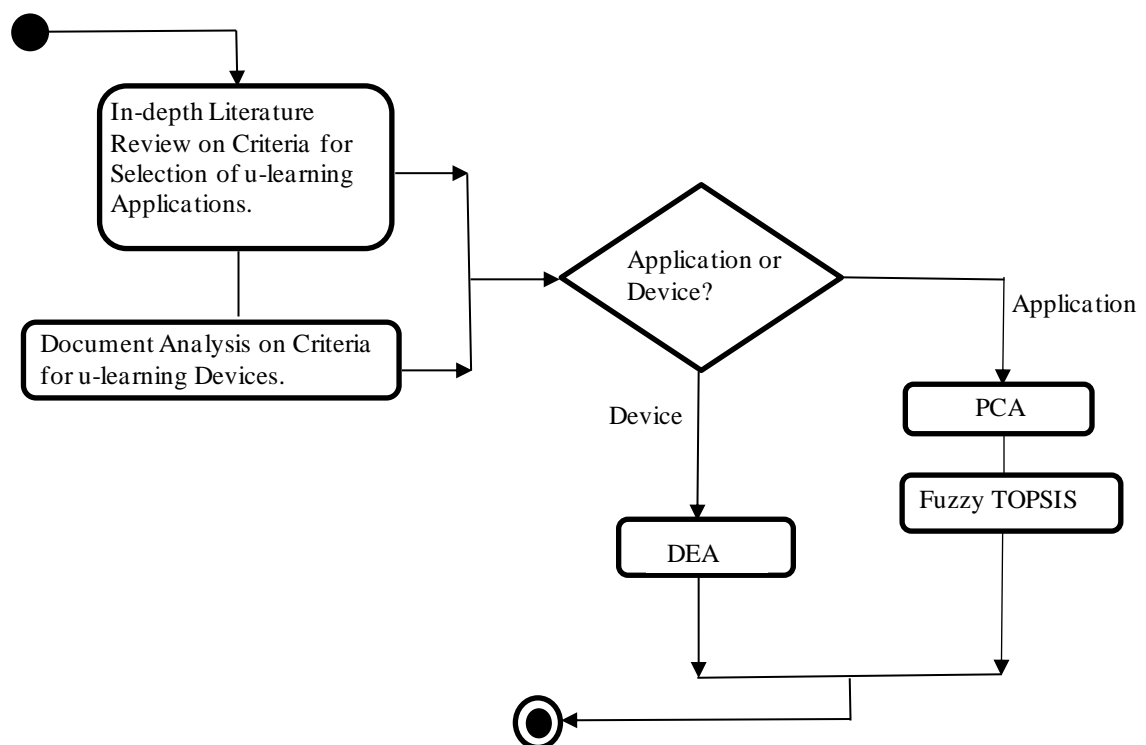 In-depth Literature
Review on Criteria for
Selection of u-learning
Applications.
Document Analysis on Criteria
for u-learning Devices.
Application or
Device?
Application
Device
PCA
Fuzzy TOPSIS
DEA